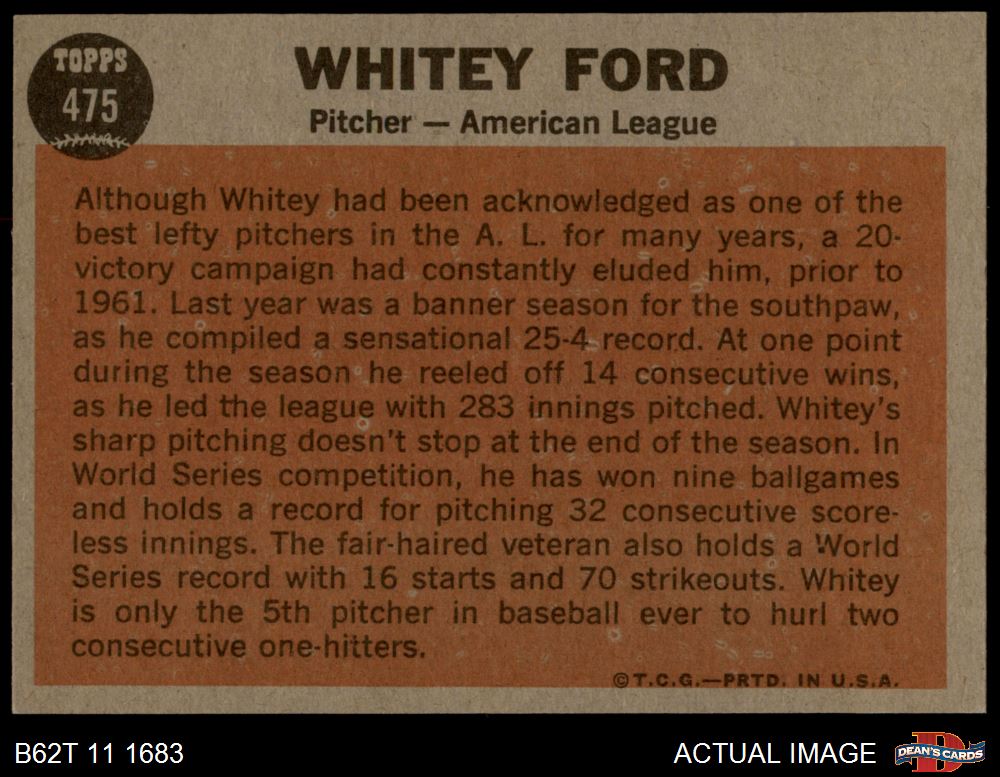 TOPPS
475
WHITEY FORD
Pitcher — American League
Although Whitey had been acknowledged as one of the
best lefty pitchers in the A. L. for many years, a 20-
victory campaign had constantly eluded him, prior to
1961. Last year was a banner season for the southpaw,
as he compiled a sensational 25-4 record. At one point
during the season he reeled off 14 consecutive wins,
as he led the league with 283 innings pitched. Whitey's
sharp pitching doesn't stop at the end of the season. In
World Series competition, he has won nine ballgames
and holds a record for pitching 32 consecutive score-
less innings. The fair-haired veteran also holds a World
Series record with 16 starts and 70 strikeouts. Whitey
is only the 5th pitcher in baseball ever to hurl two
consecutive one-hitters.
©T.C.G.—PRTD. IN U.S.A.
B62T 11 1683
ACTUAL IMAGE
D
DEAN'S CARDS